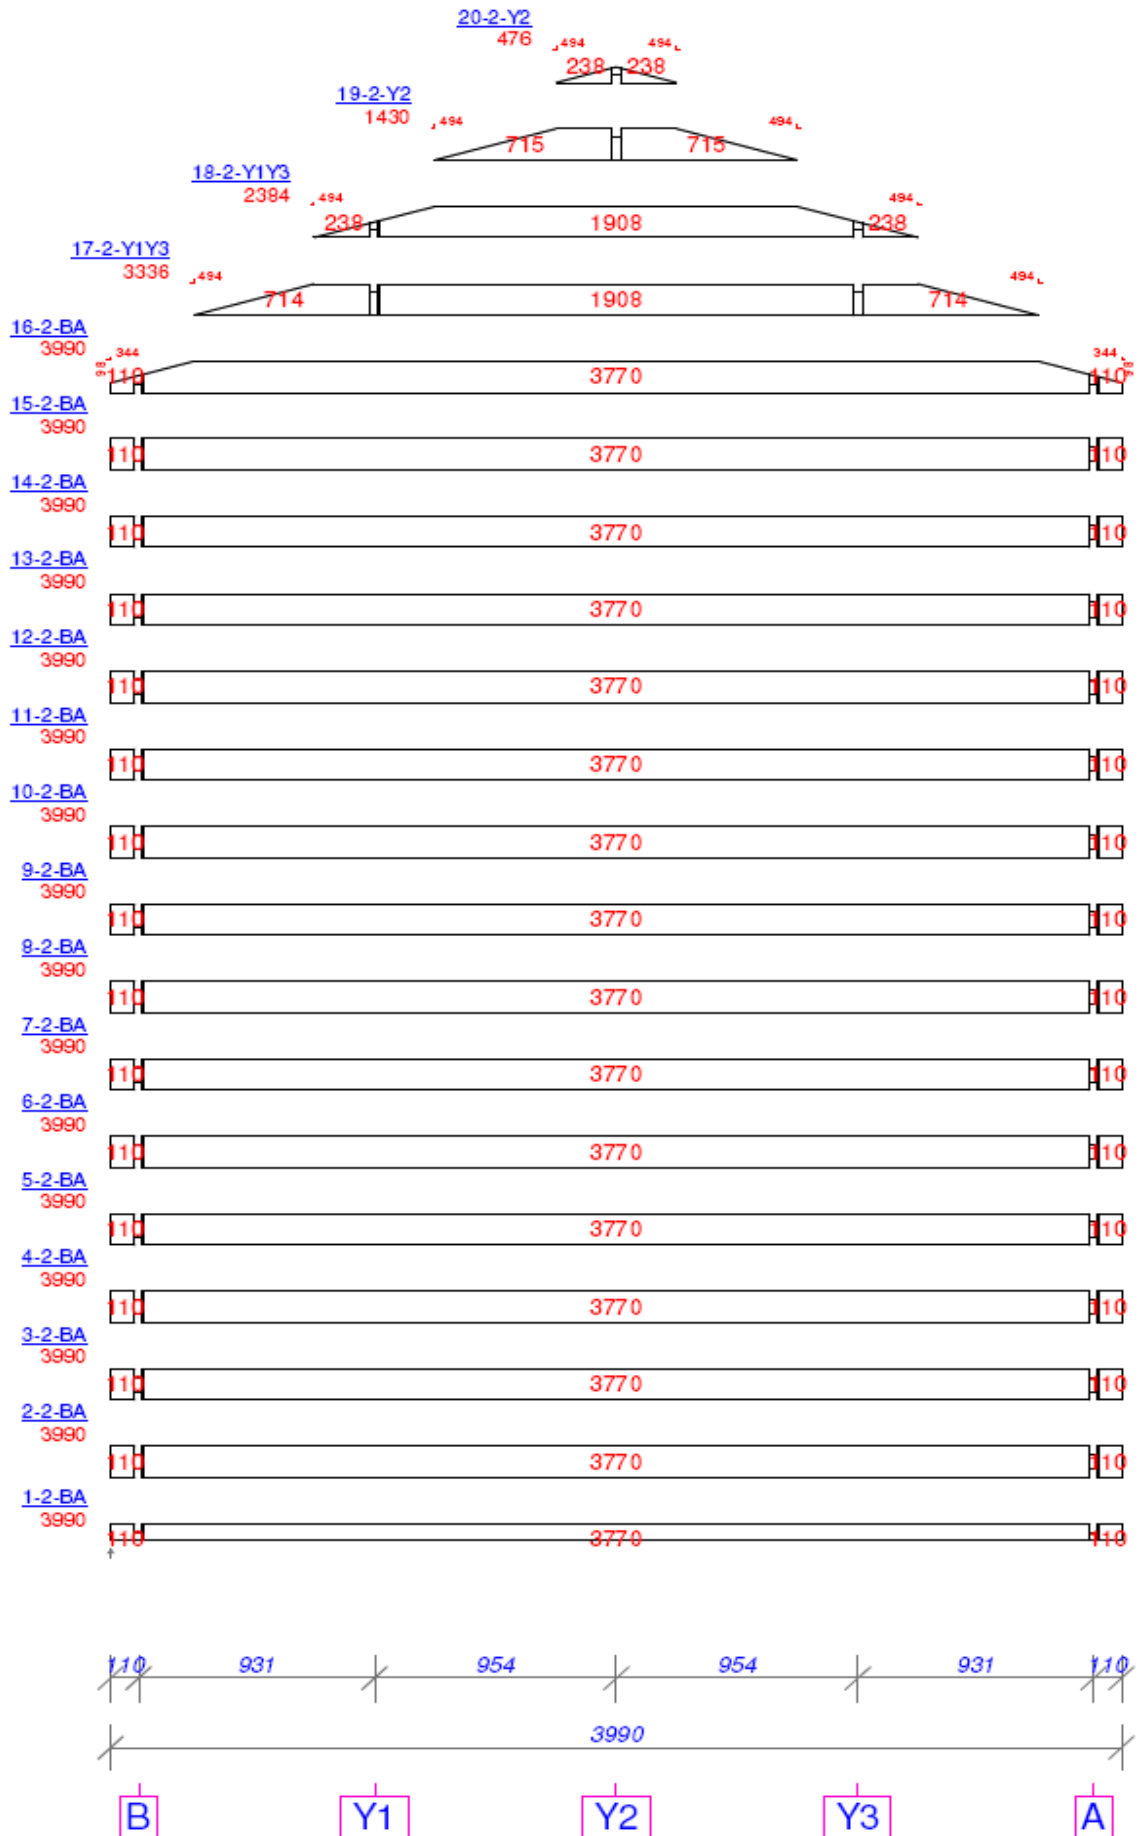 20-2-Y2
476 494 494
238 238
19-2-Y2
1430 494 494
715 715
18-2-Y1Y3
2384 494 494
238 1908 238
17-2-Y1Y3
3336 494 494
714 1908 714
16-2-BA
3990 98 344 344 98
110 3770 110
15-2-BA
3990
110 3770 110
14-2-BA
3990
110 3770 110
13-2-BA
3990
110 3770 110
12-2-BA
3990
110 3770 110
11-2-BA
3990
110 3770 110
10-2-BA
3990
110 3770 110
9-2-BA
3990
110 3770 110
8-2-BA
3990
110 3770 110
7-2-BA
3990
110 3770 110
6-2-BA
3990
110 3770 110
5-2-BA
3990
110 3770 110
4-2-BA
3990
110 3770 110
3-2-BA
3990
110 3770 110
2-2-BA
3990
110 3770 110
1-2-BA
3990
110 3770 110
110 931 954 954 931 110
3990
B Y1 Y2 Y3 A